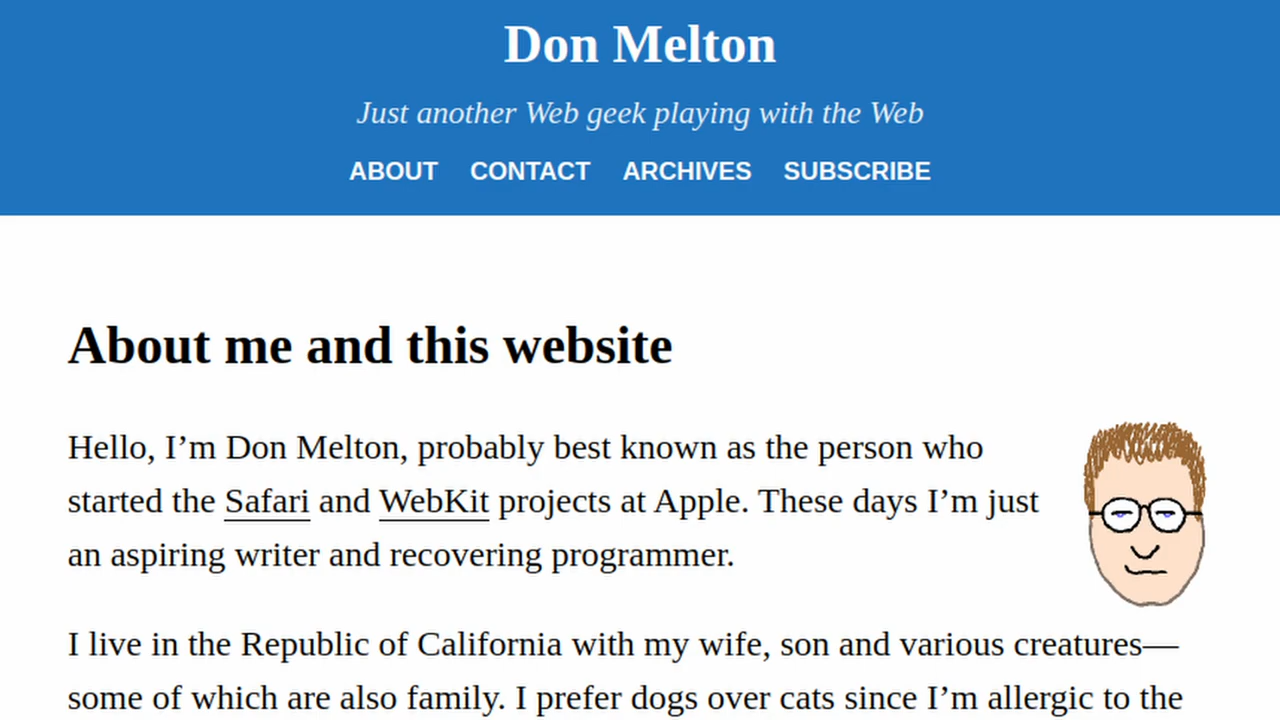 Don Melton
Just another Web geek playing with the Web
ABOUT CONTACT ARCHIVES SUBSCRIBE
About me and this website
Hello, I’m Don Melton, probably best known as the person who
started the Safari and WebKit projects at Apple. These days I’m just
an aspiring writer and recovering programmer.
I live in the Republic of California with my wife, son and various creatures—
some of which are also family. I prefer dogs over cats since I’m allergic to the